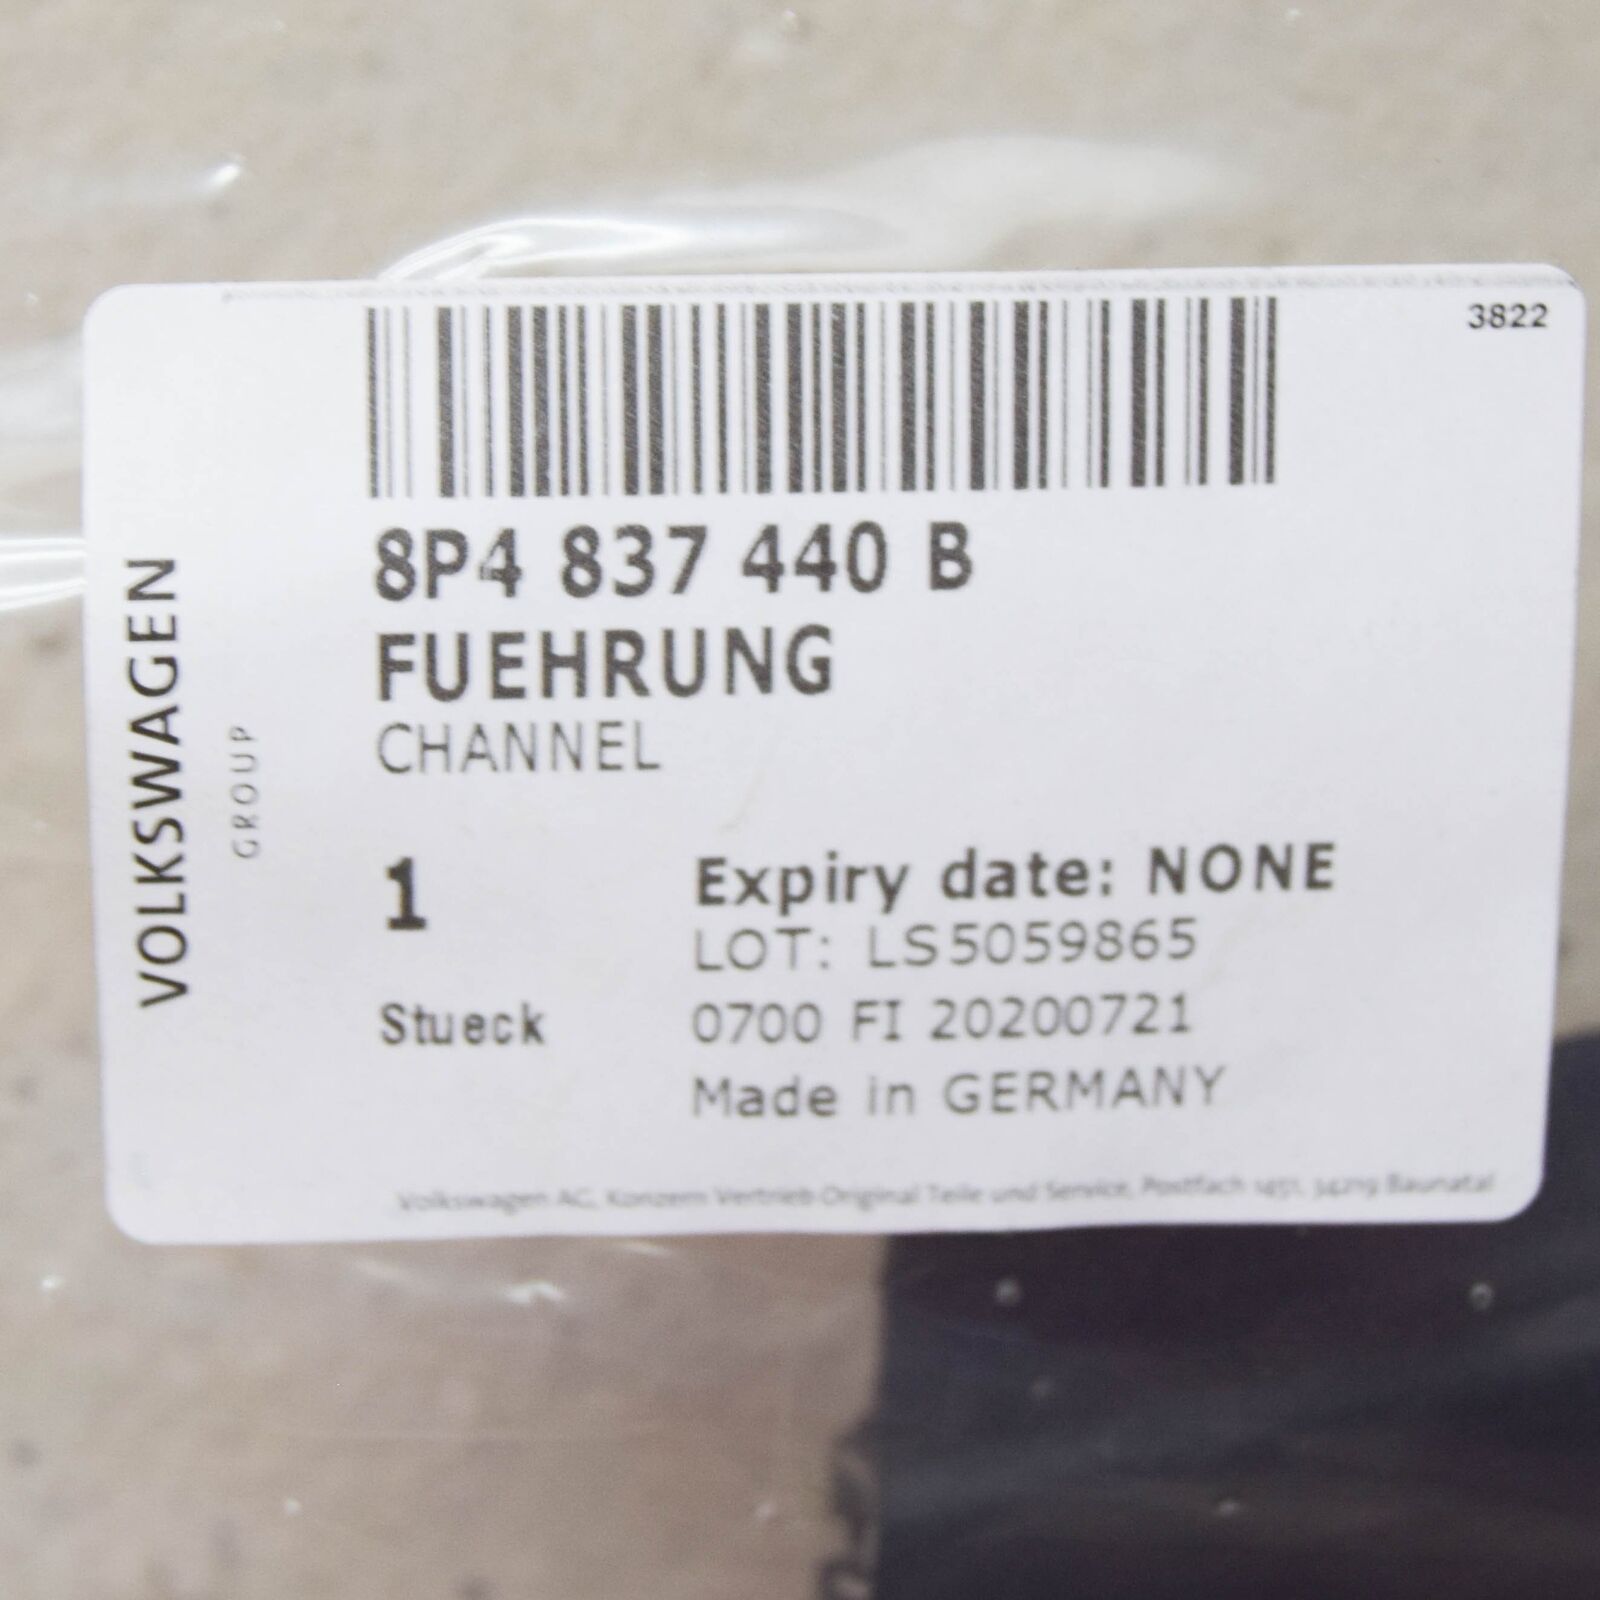 3822
8P4 837 440 B
FUEHRUNG
CHANNEL
VOLKSWAGEN
GROUP
1
Stueck
Expiry date: NONE
LOT: LS5059865
0700 FI 20200721
Made in GERMANY
Volkswagen AG, Konzern Vertrieb Original Teile und Service, Postfach 1451, 34219 Baunatal